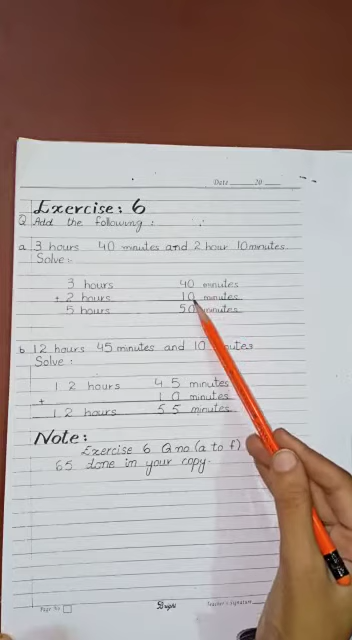 Date 20
Exercise: 6
Q Add the following:
a 3 hours 40 minutes and 2 hour 10 minutes.
Solve:-
3 hours 40 minutes
+ 2 hours 10 minutes
5 hours 50 minutes
b. 12 hours 45 minutes and 10
Solve:
12 hours 45 minutes
+ 10 minutes
12 hours 55 minutes
Note:
Exercise 6 Q no (a to f)
65 done in your copy.
Page No Teacher's Signature